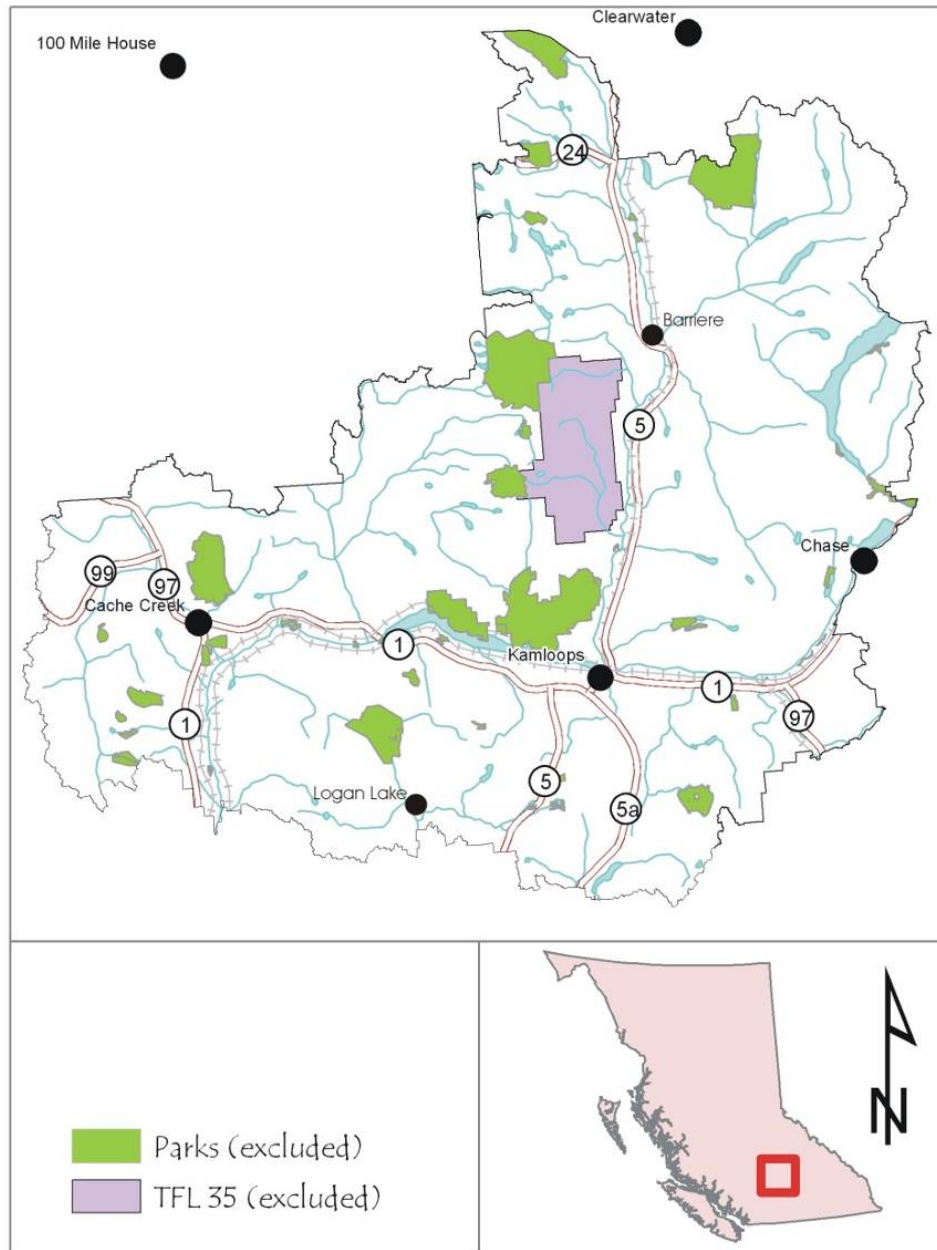 Clearwater
100 Mile House
24
Barriere
5
Chase
99
97
Cache Creek
1
Kamloops
1
1
97
5
Logan Lake
5a
Parks (excluded)
TFL 35 (excluded)
N